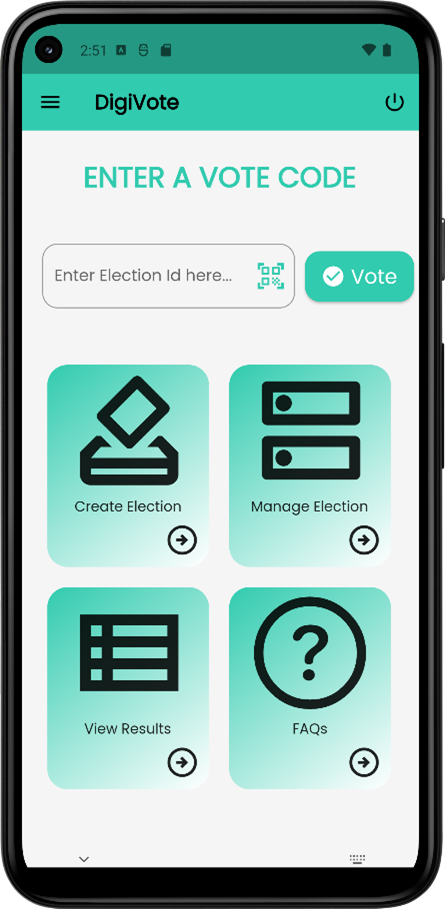 2:51
DigiVote
ENTER A VOTE CODE
Enter Election Id here...
Vote
Create Election
Manage Election
View Results
FAQs